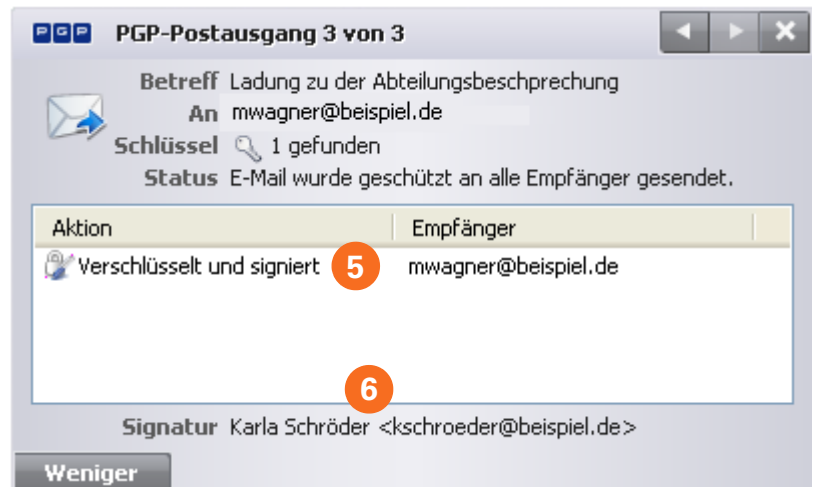 PGP PGP-Postausgang 3 von 3
Betreff Ladung zu der Abteilungsbeschprechung
An mwagner@beispiel.de
Schlüssel 1 gefunden
Status E-Mail wurde geschützt an alle Empfänger gesendet.
Aktion Empfänger
Verschlüsselt und signiert 5 mwagner@beispiel.de
6
Signatur Karla Schröder <kschroeder@beispiel.de>
Weniger